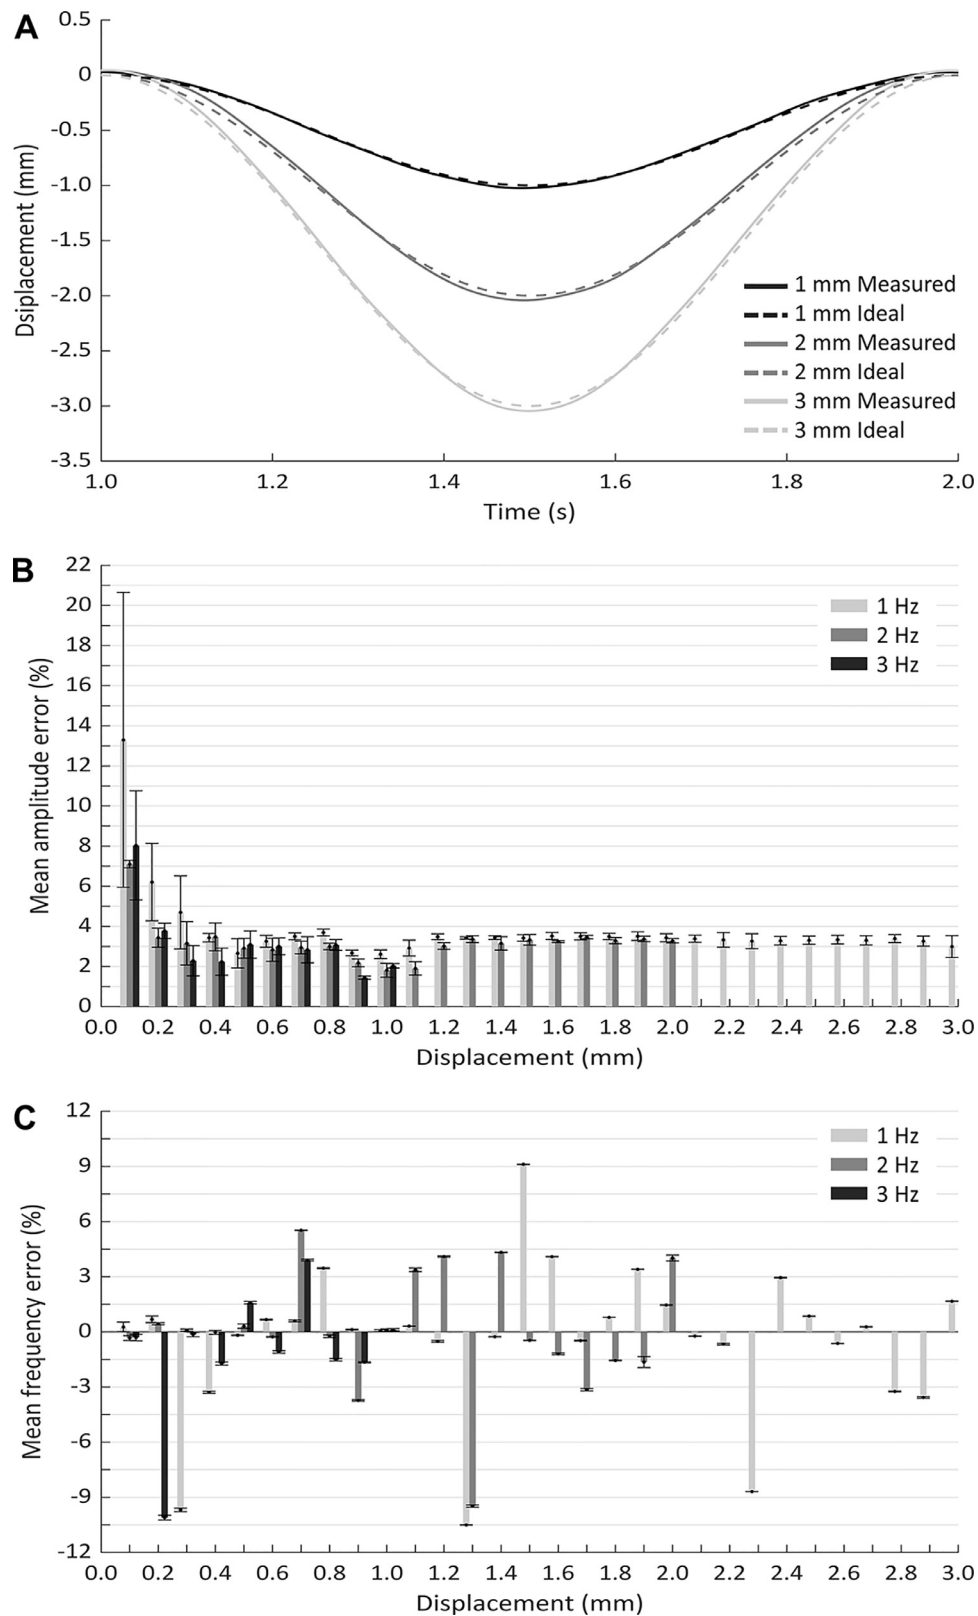 A
0.5
0
-0.5
-1.0
-1.5
-2.0
-2.5
-3.0
-3.5
Dsiplacement (mm)
1 mm Measured
1 mm Ideal
2 mm Measured
2 mm Ideal
3 mm Measured
3 mm Ideal
1.0 1.2 1.4 1.6 1.8 2.0
Time (s)
B
22
20
18
16
14
12
10
8
6
4
2
0
Mean amplitude error (%)
1 Hz
2 Hz
3 Hz
0.0 0.2 0.4 0.6 0.8 1.0 1.2 1.4 1.6 1.8 2.0 2.2 2.4 2.6 2.8 3.0
Displacement (mm)
C
12
9
6
3
0
-3
-6
-9
-12
Mean frequency error (%)
1 Hz
2 Hz
3 Hz
0.0 0.2 0.4 0.6 0.8 1.0 1.2 1.4 1.6 1.8 2.0 2.2 2.4 2.6 2.8 3.0
Displacement (mm)